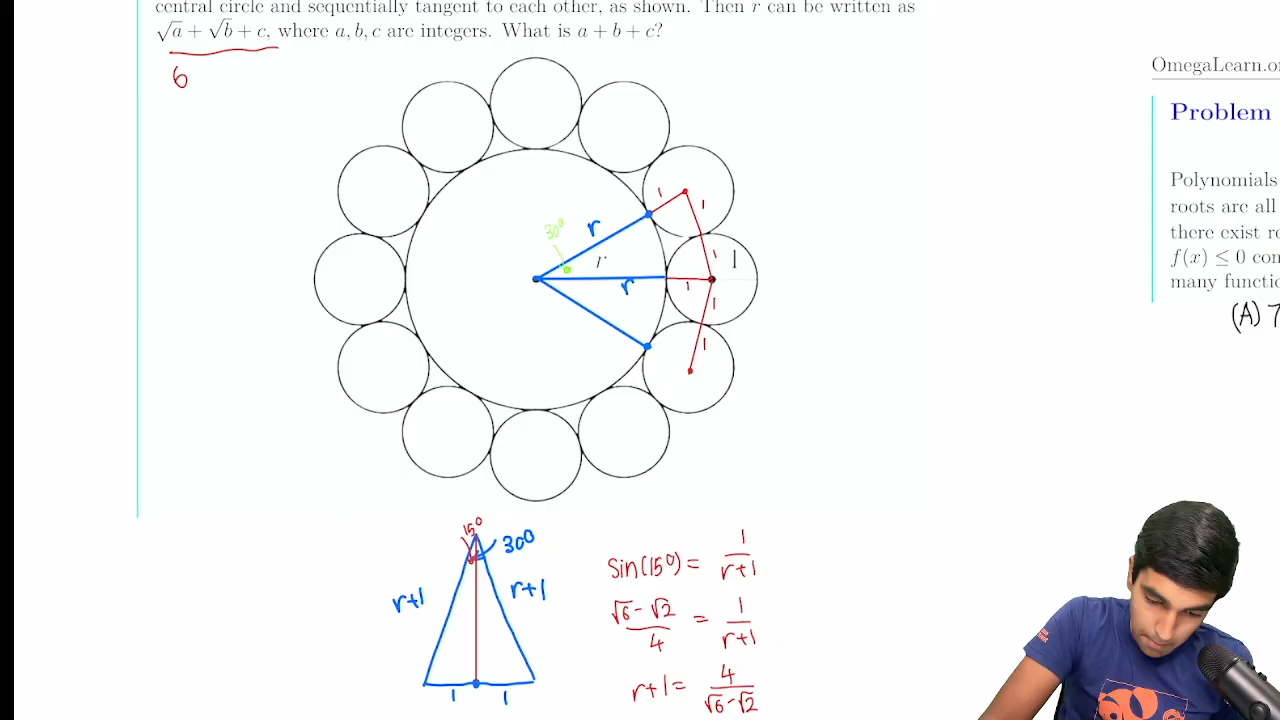 central circle and sequentially tangent to each other, as shown. Then r can be written as
√a + √b + c, where a, b, c are integers. What is a + b + c?
6
OmegaLearn.or
Problem
Polynomials
roots are all
there exist ro
f(x) ≤ 0 con
many functio
(A) 7
1
1
30°
r
r
1
1
r
1
1
1
15°
30°
r+1
r+1
1
1
Sin(15°) = 1/(r+1)
(√6 - √2)/4 = 1/(r+1)
r+1 = 4/(√6-√2)